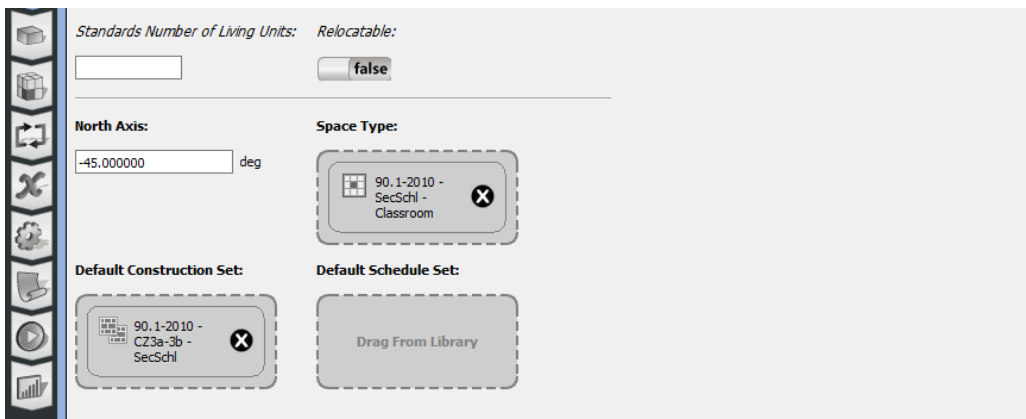 Standards Number of Living Units: Relocatable:
false
North Axis: Space Type:
-45.000000 deg
90.1-2010 -
SecSchl -
Classroom
Default Construction Set: Default Schedule Set:
90.1-2010 -
CZ3a-3b -
SecSchl
Drag From Library